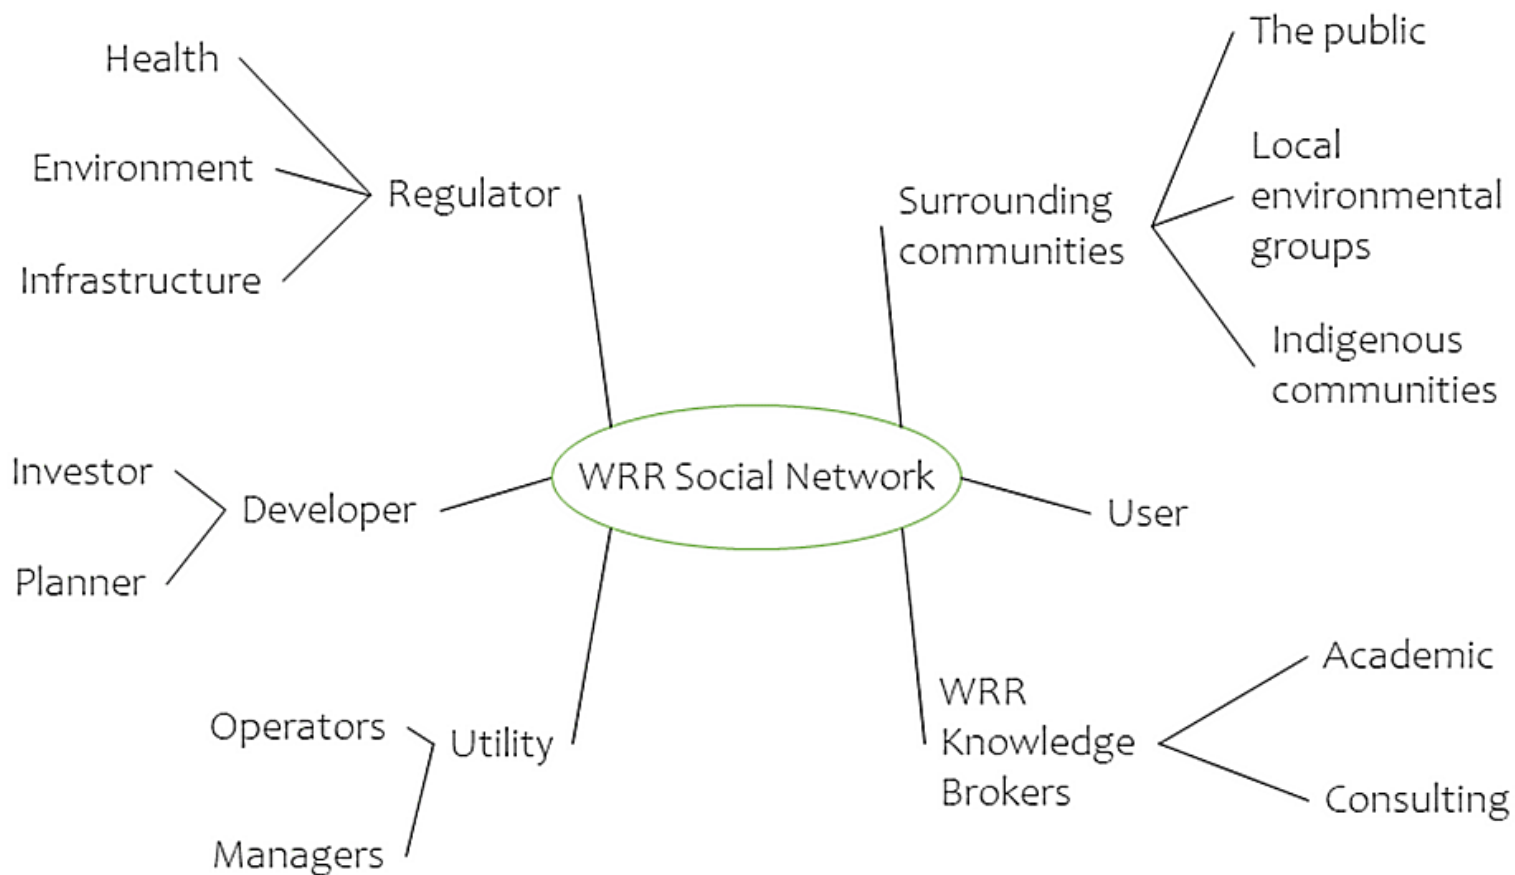 Health
Environment
Infrastructure
Regulator
The public
Local
environmental
groups
Surrounding
communities
Indigenous
communities
WRR Social Network
Investor
Developer
Planner
User
Operators
Utility
Managers
WRR
Knowledge
Brokers
Academic
Consulting